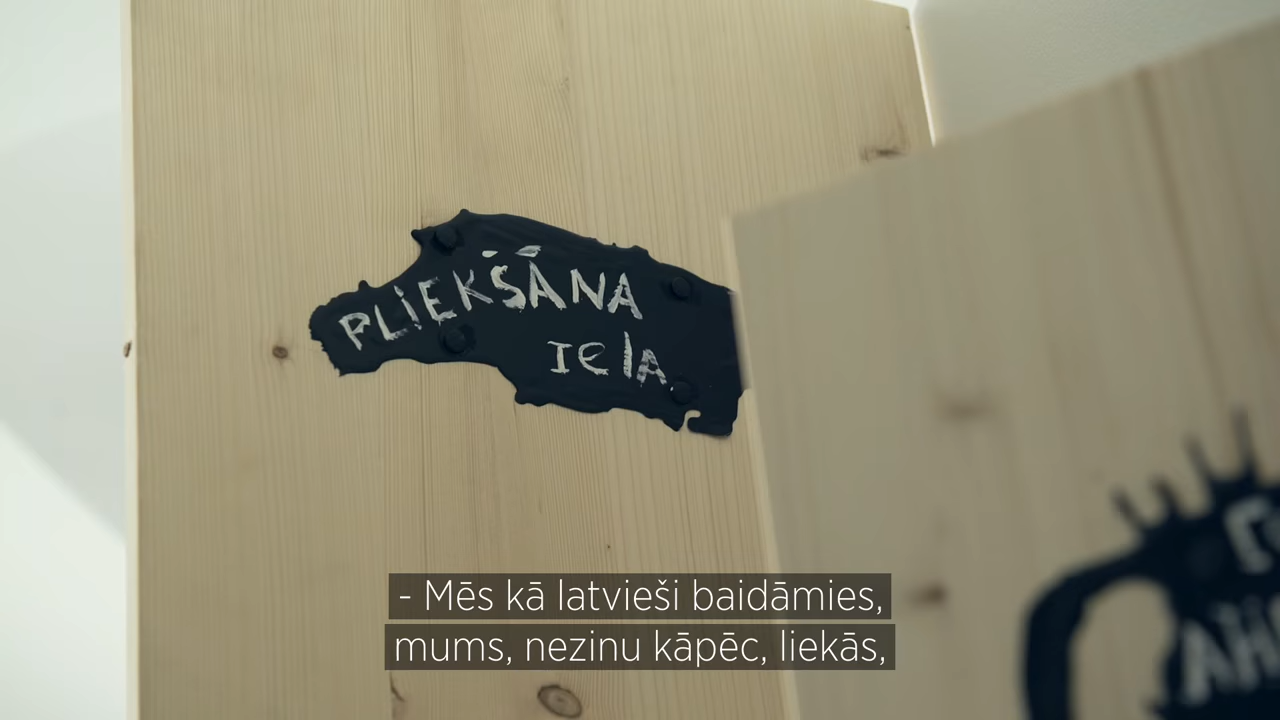 PLIEKŠĀNA
IelA
- Mēs kā latvieši baidāmies,
mums, nezinu kāpēc, liekās,